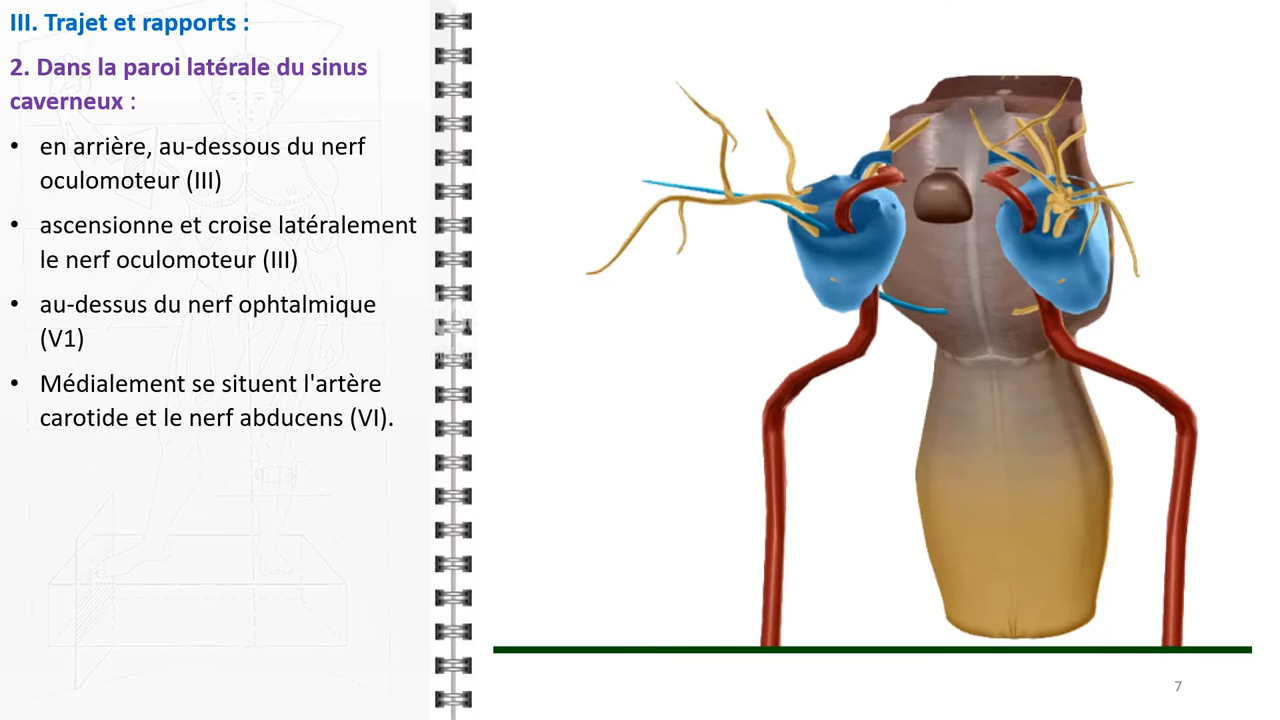 III. Trajet et rapports :
2. Dans la paroi latérale du sinus
caverneux :
• en arrière, au-dessous du nerf
oculomoteur (III)
• ascensionne et croise latéralement
le nerf oculomoteur (III)
• au-dessus du nerf ophtalmique
(V1)
• Médialement se situent l'artère
carotide et le nerf abducens (VI).
7